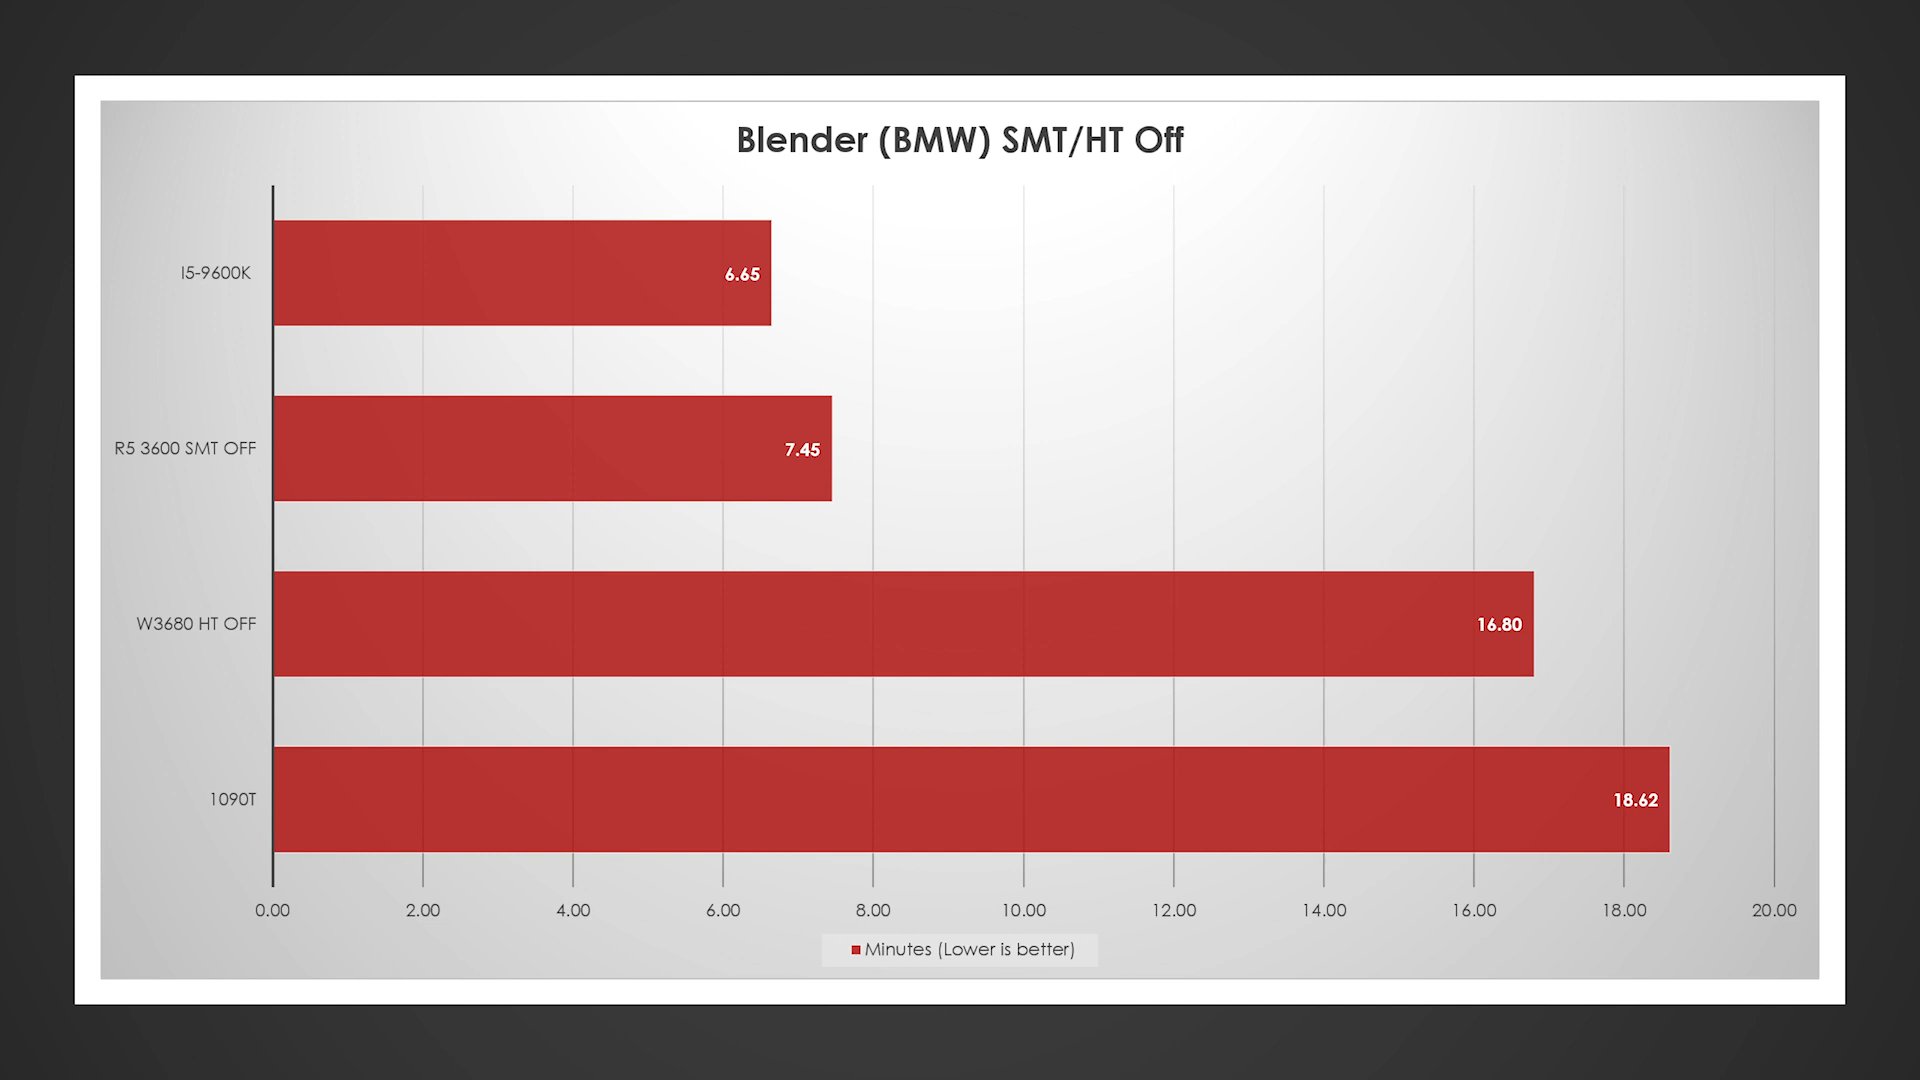 Blender (BMW) SMT/HT Off
I5-9600K
6.65
R5 3600 SMT OFF
7.45
W3680 HT OFF
16.80
1090T
18.62
0.00 2.00 4.00 6.00 8.00 10.00 12.00 14.00 16.00 18.00 20.00
Minutes (Lower is better)